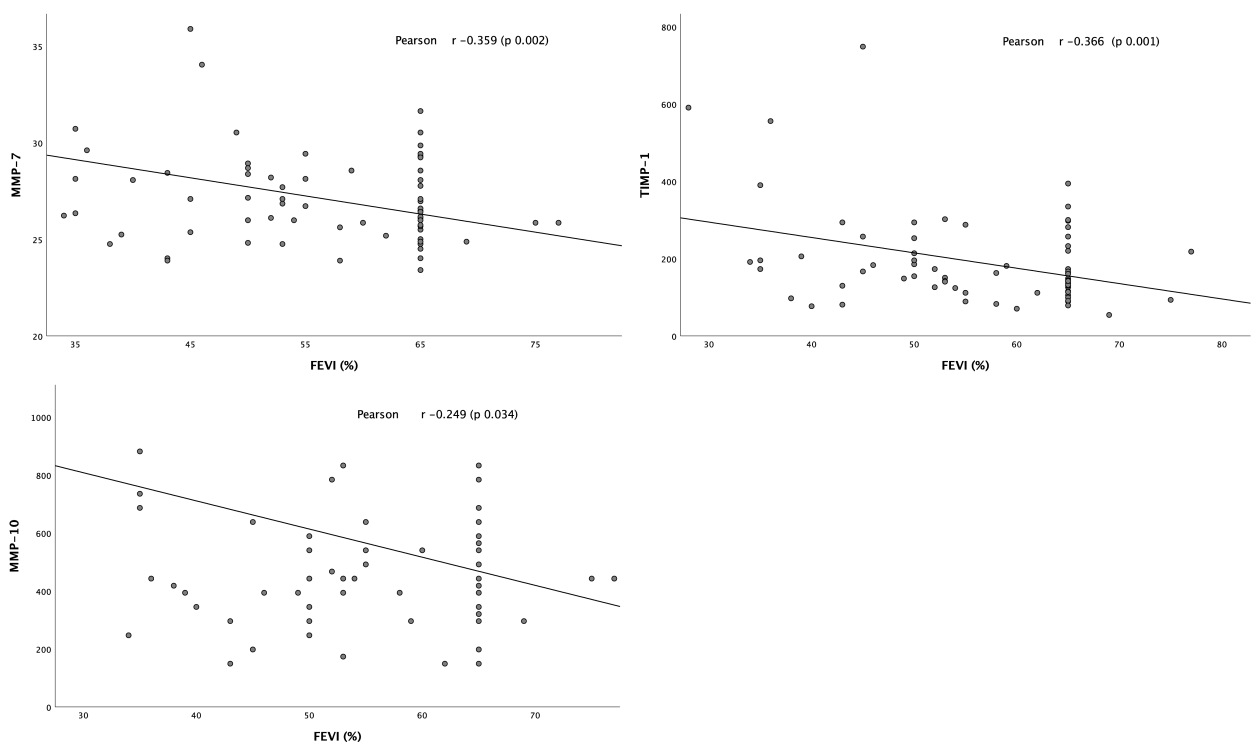 Pearson r -0.359 (p 0.002)
35
30
25
20
MMP-7
35 45 55 65 75
FEVI (%)
Pearson r -0.366 (p 0.001)
800
600
400
200
0
TIMP-1
30 40 50 60 70 80
FEVI (%)
Pearson r -0.249 (p 0.034)
1000
800
600
400
200
0
MMP-10
30 40 50 60 70
FEVI (%)